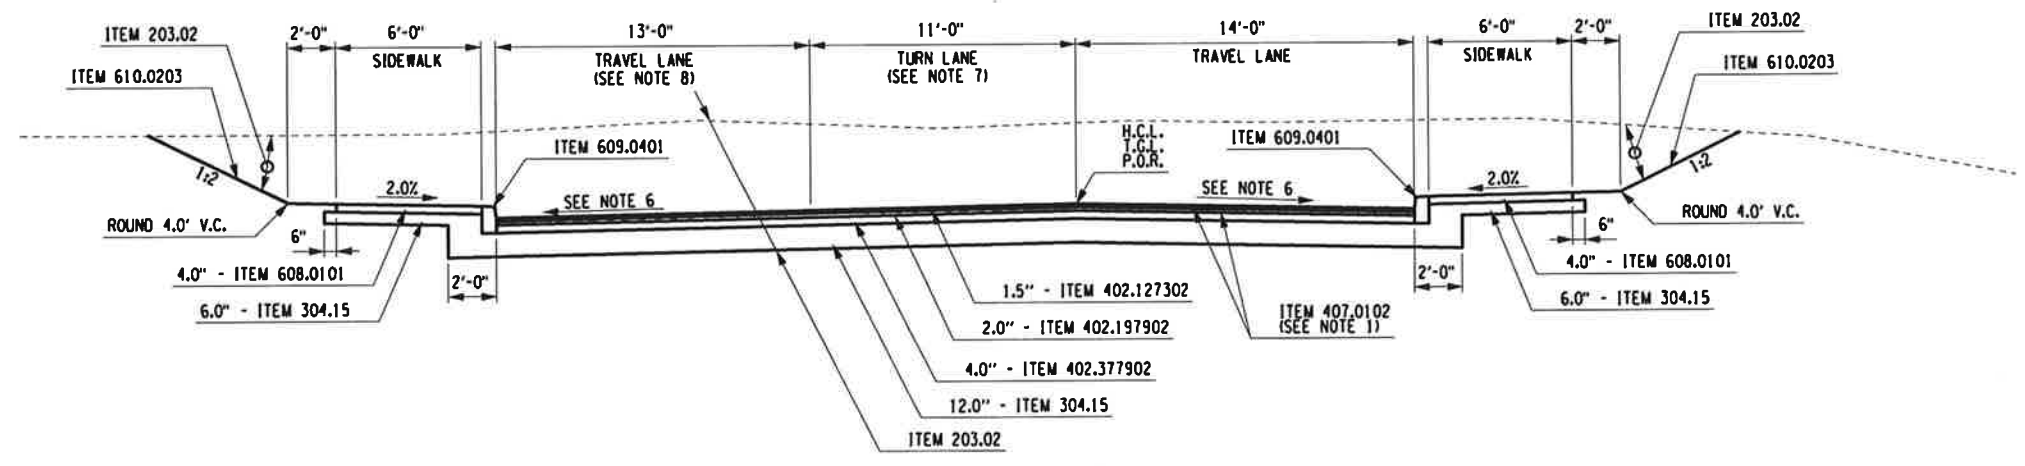 ITEM 203.02
2'-0"
6'-0"
13'-0"
11'-0"
14'-0"
6'-0"
2'-0"
ITEM 203.02
ITEM 610.0203
SIDEWALK
TRAVEL LANE
(SEE NOTE 8)
TURN LANE
(SEE NOTE 7)
TRAVEL LANE
SIDEWALK
ITEM 610.0203
H.C.L.
T.G.L.
P.O.R.
ITEM 609.0401
ITEM 609.0401
1:2
2.0%
SEE NOTE 6
SEE NOTE 6
2.0%
1:2
ROUND 4.0' V.C.
ROUND 4.0' V.C.
6"
6"
4.0" - ITEM 608.0101
2'-0"
2'-0"
4.0" - ITEM 608.0101
6.0" - ITEM 304.15
1.5" - ITEM 402.127302
ITEM 407.0102
(SEE NOTE 1)
6.0" - ITEM 304.15
2.0" - ITEM 402.197902
4.0" - ITEM 402.377902
12.0" - ITEM 304.15
ITEM 203.02